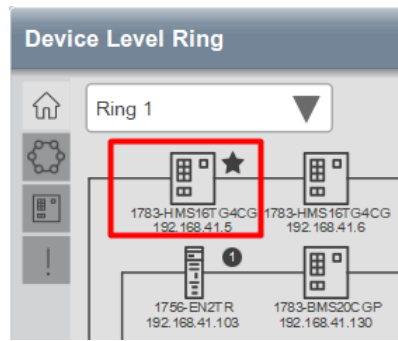 Device Level Ring
Ring 1
1783-HMS16TG4CG 1783-HMS16TG4CG
192.168.41.5 192.168.41.6
1
1756-EN2TR 1783-BMS20CGP
192.168.41.103 192.168.41.130
!